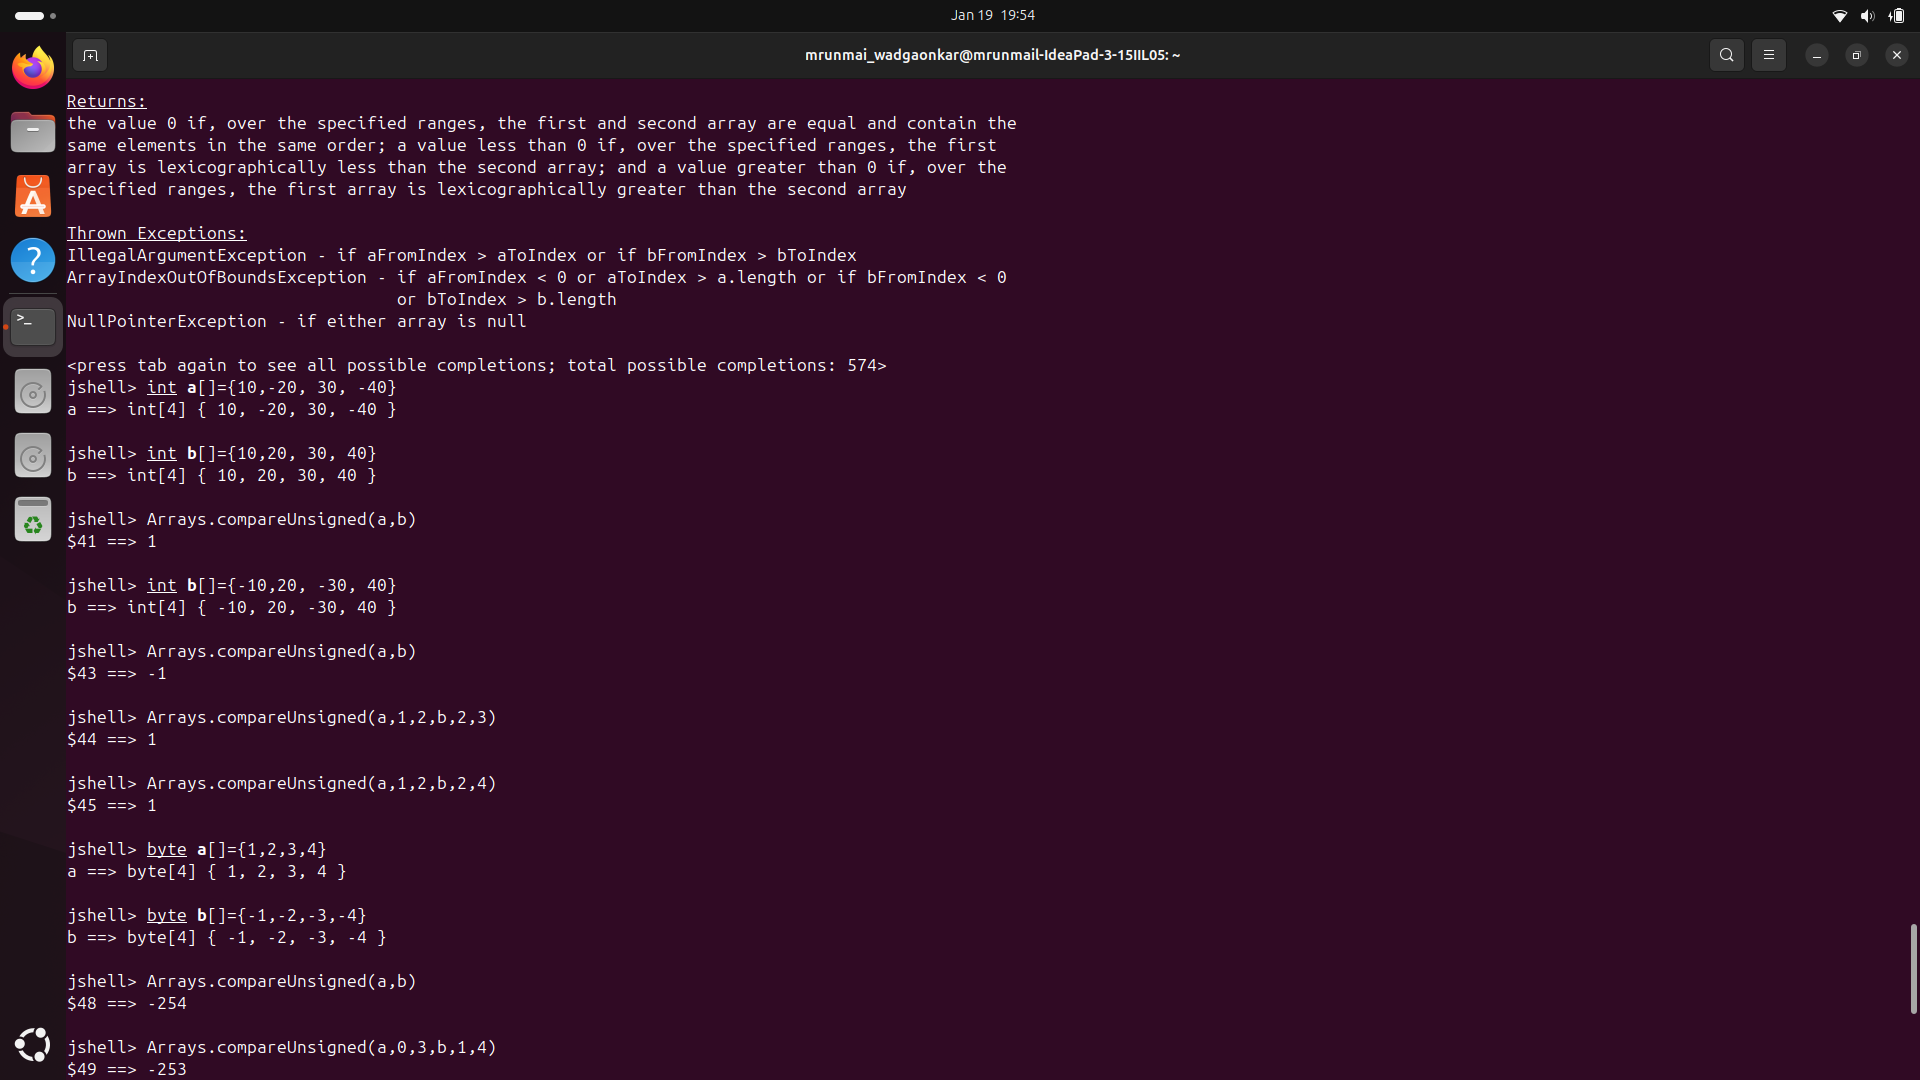 Jan 19 19:54
mrunmai_wadgaonkar@mrunmail-IdeaPad-3-15IIL05: ~
Returns:
the value 0 if, over the specified ranges, the first and second array are equal and contain the
same elements in the same order; a value less than 0 if, over the specified ranges, the first
array is lexicographically less than the second array; and a value greater than 0 if, over the
specified ranges, the first array is lexicographically greater than the second array
Thrown Exceptions:
IllegalArgumentException - if aFromIndex > aToIndex or if bFromIndex > bToIndex
ArrayIndexOutOfBoundsException - if aFromIndex < 0 or aToIndex > a.length or if bFromIndex < 0
or bToIndex > b.length
NullPointerException - if either array is null
<press tab again to see all possible completions; total possible completions: 574>
jshell> int a[]={10,-20, 30, -40}
a ==> int[4] { 10, -20, 30, -40 }
jshell> int b[]={10,20, 30, 40}
b ==> int[4] { 10, 20, 30, 40 }
jshell> Arrays.compareUnsigned(a,b)
$41 ==> 1
jshell> int b[]={-10,20, -30, 40}
b ==> int[4] { -10, 20, -30, 40 }
jshell> Arrays.compareUnsigned(a,b)
$43 ==> -1
jshell> Arrays.compareUnsigned(a,1,2,b,2,3)
$44 ==> 1
jshell> Arrays.compareUnsigned(a,1,2,b,2,4)
$45 ==> 1
jshell> byte a[]={1,2,3,4}
a ==> byte[4] { 1, 2, 3, 4 }
jshell> byte b[]={-1,-2,-3,-4}
b ==> byte[4] { -1, -2, -3, -4 }
jshell> Arrays.compareUnsigned(a,b)
$48 ==> -254
jshell> Arrays.compareUnsigned(a,0,3,b,1,4)
$49 ==> -253